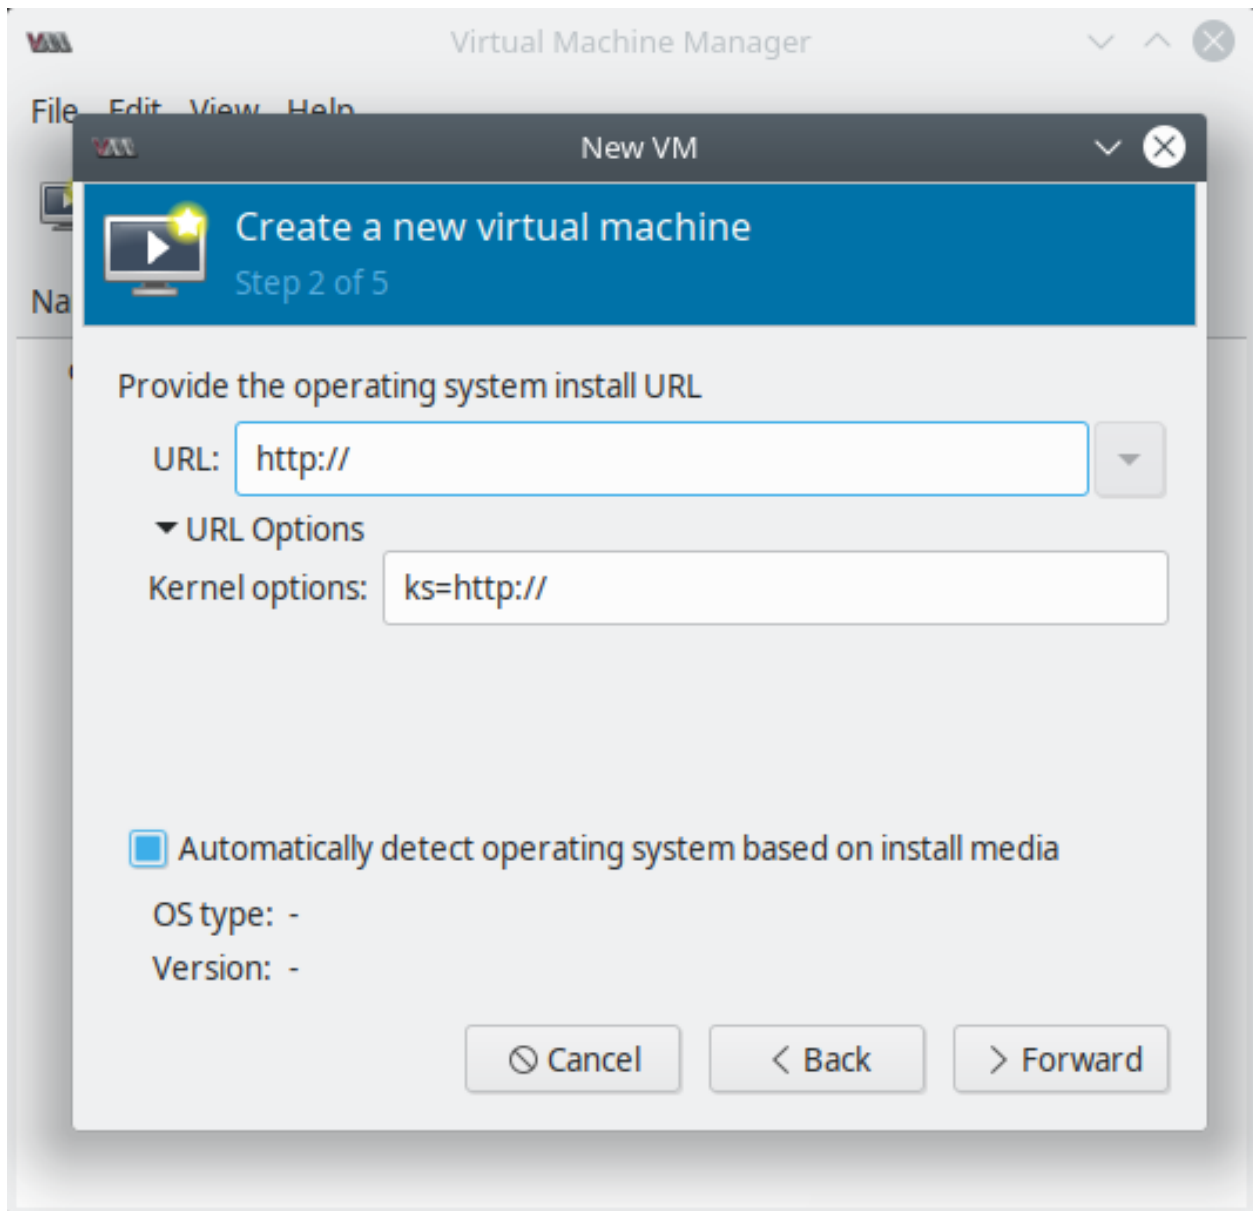 Virtual Machine Manager
File Edit View Help
New VM
Create a new virtual machine
Step 2 of 5
Provide the operating system install URL
URL: http://
URL Options
Kernel options: ks=http://
Automatically detect operating system based on install media
OS type: -
Version: -
Cancel Back Forward